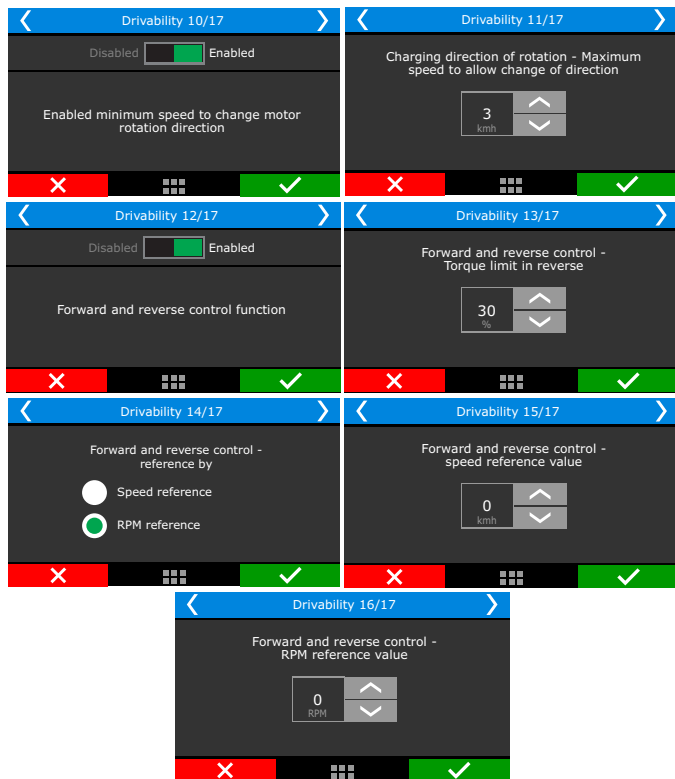 Drivability 10/17
Disabled Enabled
Enabled minimum speed to change motor
rotation direction
Drivability 11/17
Charging direction of rotation - Maximum
speed to allow change of direction
3
kmh
Drivability 12/17
Disabled Enabled
Forward and reverse control function
Drivability 13/17
Forward and reverse control -
Torque limit in reverse
30
%
Drivability 14/17
Forward and reverse control -
reference by
Speed reference
RPM reference
Drivability 15/17
Forward and reverse control -
speed reference value
0
kmh
Drivability 16/17
Forward and reverse control -
RPM reference value
0
RPM